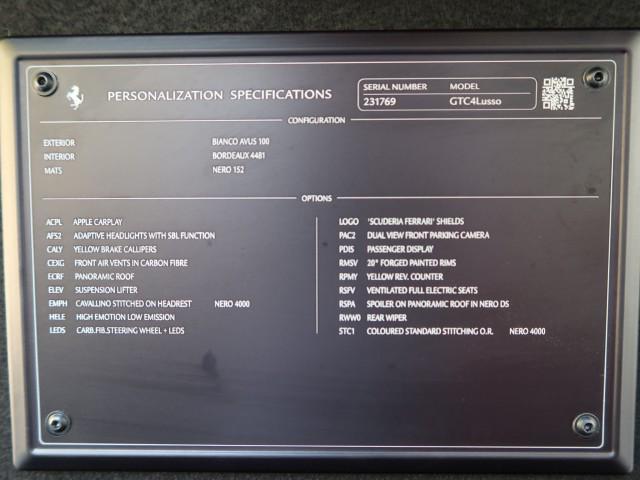 PERSONALIZATION SPECIFICATIONS
SERIAL NUMBER MODEL
231769 GTC4Lusso
CONFIGURATION
EXTERIOR BIANCO AVUS 100
INTERIOR BORDEAUX 4481
MATS NERO 152
OPTIONS
ACPL APPLE CARPLAY
AFS2 ADAPTIVE HEADLIGHTS WITH SBL FUNCTION
CALY YELLOW BRAKE CALLIPERS
CEXG FRONT AIR VENTS IN CARBON FIBRE
ECRF PANORAMIC ROOF
ELEV SUSPENSION LIFTER
EMPH CAVALLINO STITCHED ON HEADREST NERO 4000
HELE HIGH EMOTION LOW EMISSION
LEDS CARB.FIB.STEERING WHEEL + LEDS
LOGO 'SCUDERIA FERRARI' SHIELDS
PAC2 DUAL VIEW FRONT PARKING CAMERA
PDIS PASSENGER DISPLAY
RMSV 20" FORGED PAINTED RIMS
RPMY YELLOW REV. COUNTER
RSFV VENTILATED FULL ELECTRIC SEATS
RSPA SPOILER ON PANORAMIC ROOF IN NERO DS
RWW0 REAR WIPER
STC1 COLOURED STANDARD STITCHING O.R. NERO 4000